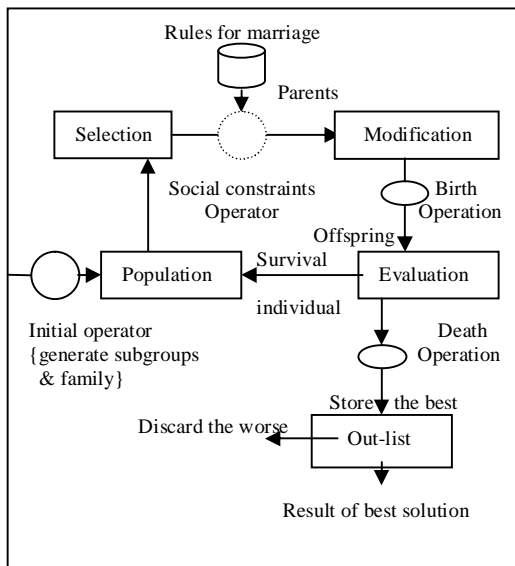 Rules for marriage
Parents
Selection
Modification
Social constraints
Operator
Birth
Operation
Offspring
Survival
Population
Evaluation
individual
Initial operator
{generate subgroups
& family}
Death
Operation
Store the best
Discard the worse
Out-list
Result of best solution